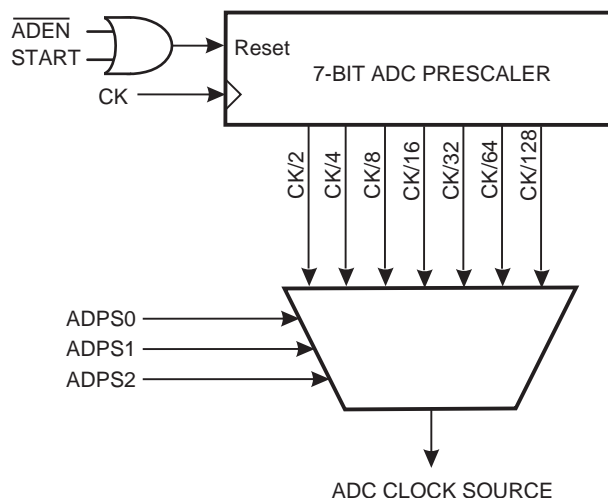 ADEN
START
Reset
7-BIT ADC PRESCALER
CK
CK/2
CK/4
CK/8
CK/16
CK/32
CK/64
CK/128
ADPS0
ADPS1
ADPS2
ADC CLOCK SOURCE